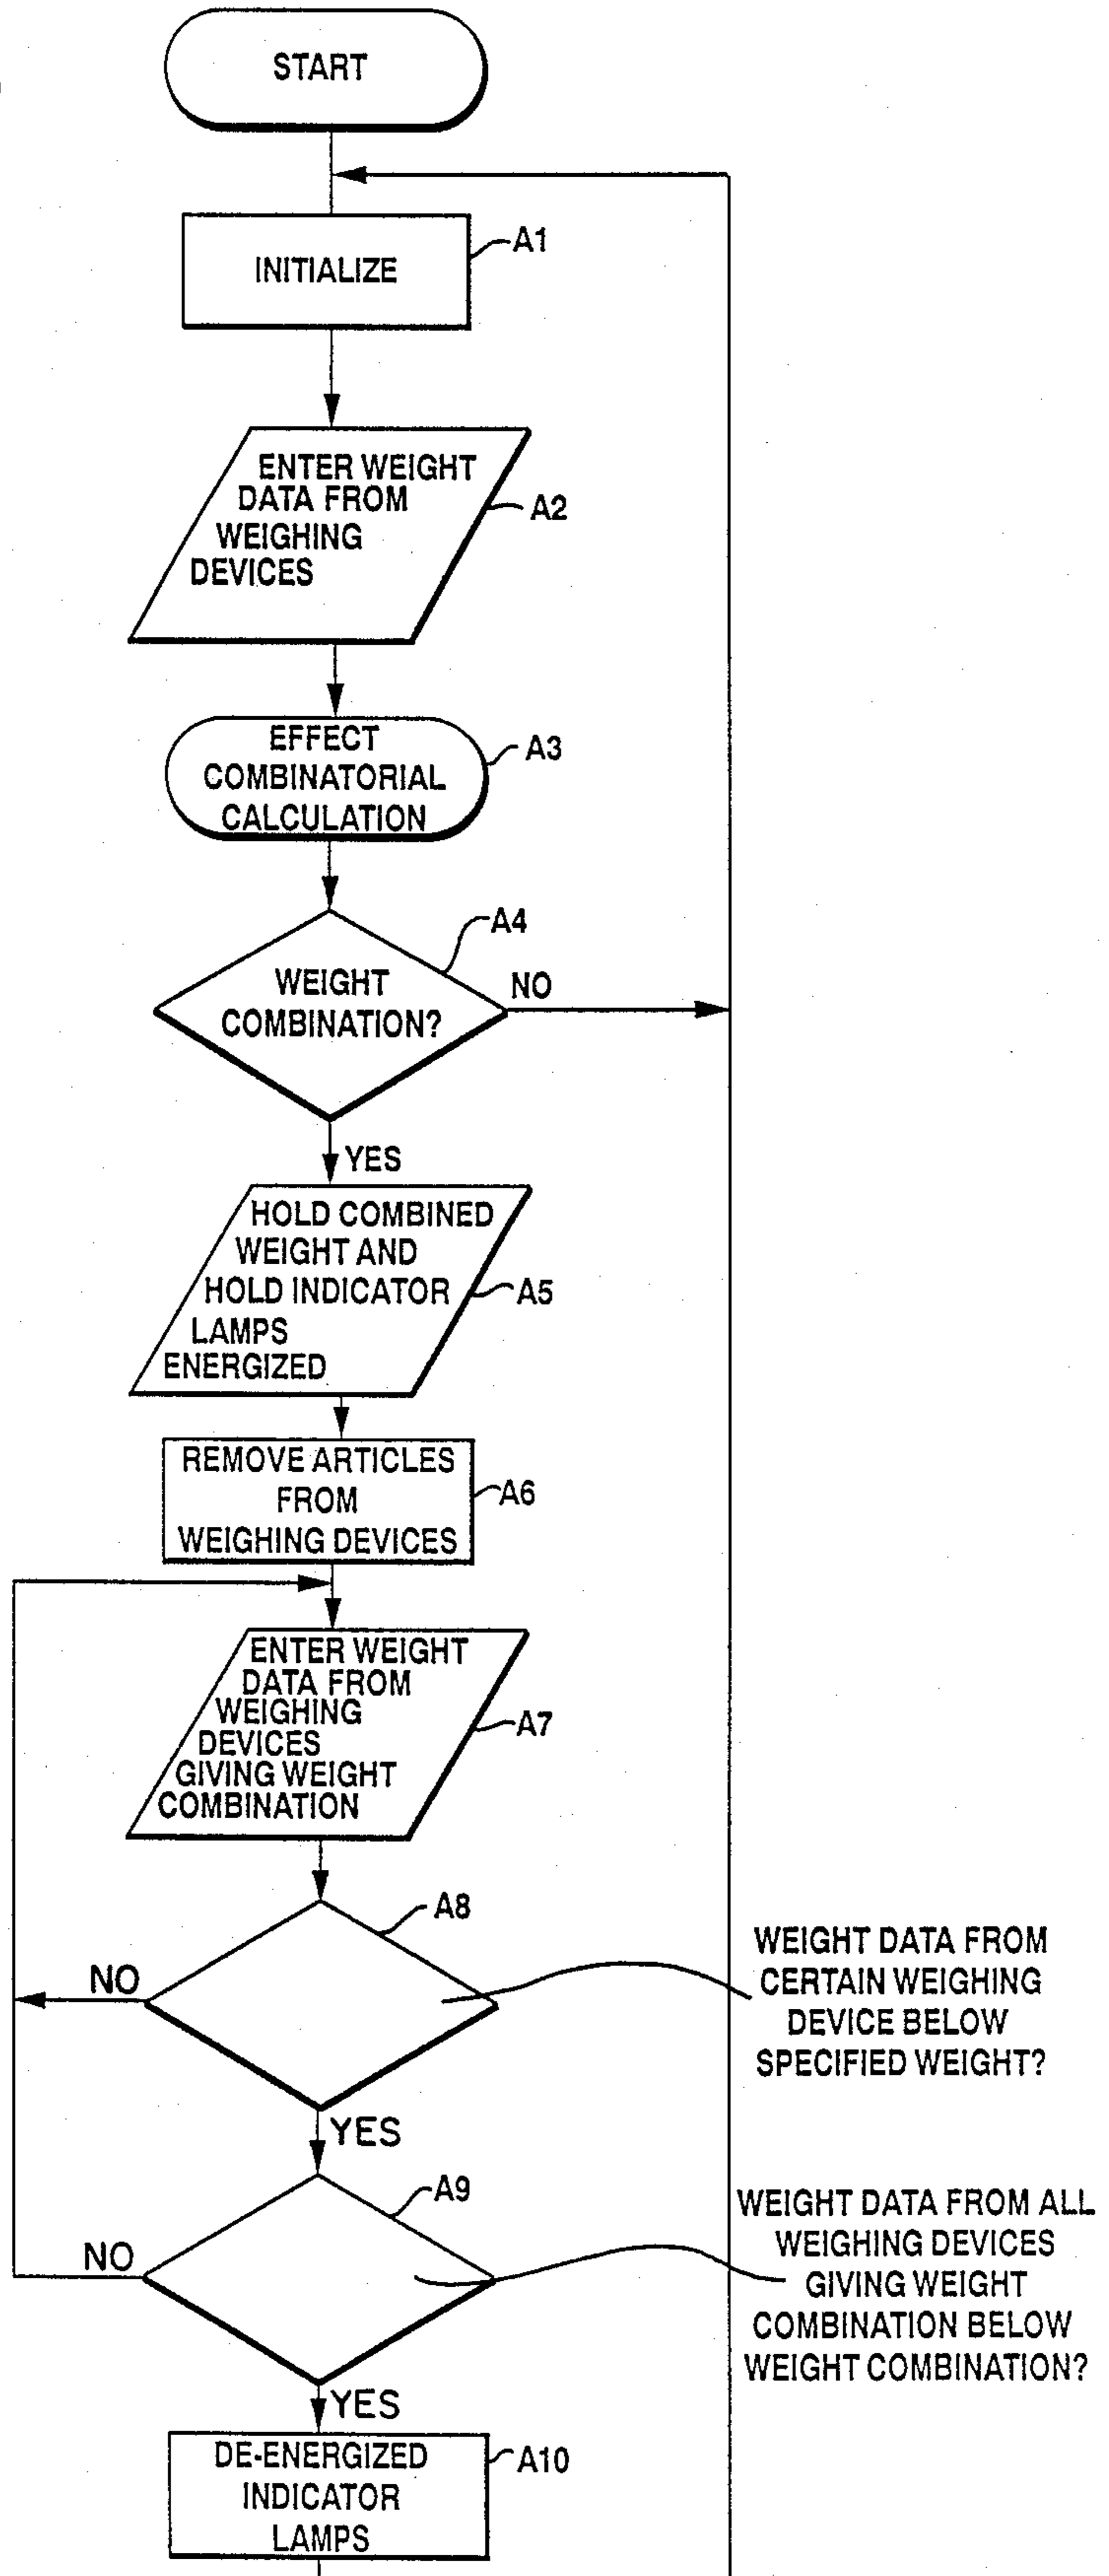 START
INITIALIZE
A1
ENTER WEIGHT
DATA FROM
WEIGHING
DEVICES
A2
EFFECT
COMBINATORIAL
CALCULATION
A3
WEIGHT
COMBINATION?
A4
NO
YES
HOLD COMBINED
WEIGHT AND
HOLD INDICATOR
LAMPS
ENERGIZED
A5
REMOVE ARTICLES
FROM
WEIGHING DEVICES
A6
ENTER WEIGHT
DATA FROM
WEIGHING
DEVICES
GIVING WEIGHT
COMBINATION
A7
A8
NO
WEIGHT DATA FROM
CERTAIN WEIGHING
DEVICE BELOW
SPECIFIED WEIGHT?
YES
A9
NO
WEIGHT DATA FROM ALL
WEIGHING DEVICES
GIVING WEIGHT
COMBINATION BELOW
WEIGHT COMBINATION?
YES
DE-ENERGIZED
INDICATOR
LAMPS
A10